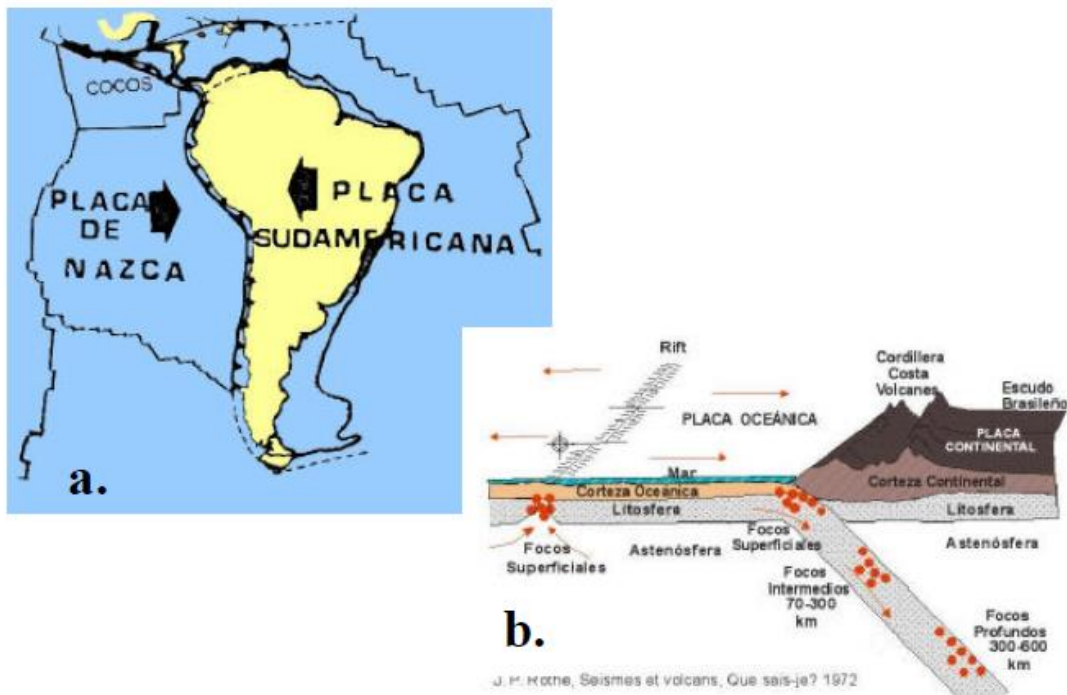 COCOS
PLACA
DE
NAZCA
PLACA
SUDAMERICANA
a.
Rift
PLACA OCEÁNICA
Cordillera
Costa
Volcanes
Escudo
Brasileño
PLACA
CONTINENTAL
Mar
Corteza Oceánica
Corteza Continental
Litosfera
Litosfera
Focos
Superficiales
Astenósfera
Focos
Superficiales
Astenósfera
Focos
Intermedios
70-300
km
Focos
Profundos
300-600
km
b.
J. P. Rothé, Seismes et volcans, Que sais-je? 1972